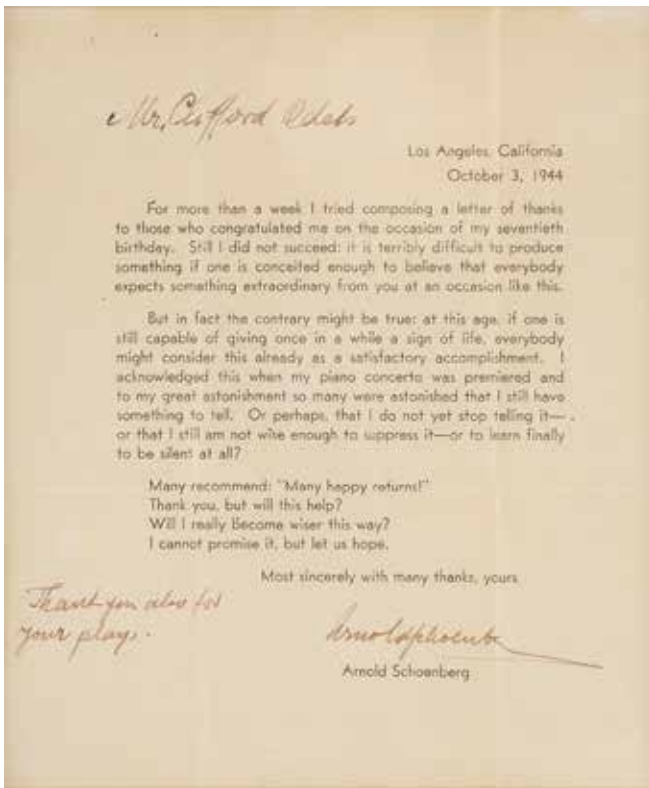 Mr. Clifford Odets
Los Angeles, California
October 3, 1944
For more than a week I tried composing a letter of thanks
to those who congratulated me on the occasion of my seventieth
birthday. Still I did not succeed: it is terribly difficult to produce
something if one is conceited enough to believe that everybody
expects something extraordinary from you at an occasion like this.
But in fact the contrary might be true: at this age, if one is
still capable of giving once in a while a sign of life, everybody
might consider this already as a satisfactory accomplishment. I
acknowledged this when my piano concerto was premiered and
to my great astonishment so many were astonished that I still have
something to tell. Or perhaps, that I do not yet stop telling it—
or that I still am not wise enough to suppress it—or to learn finally
to be silent at all?
Many recommend: "Many happy returns!"
Thank you, but will this help?
Will I really Become wiser this way?
I cannot promise it, but let us hope.
Most sincerely with many thanks, yours
Thank you also for
your plays.
Arnold Schoenberg
Arnold Schoenberg